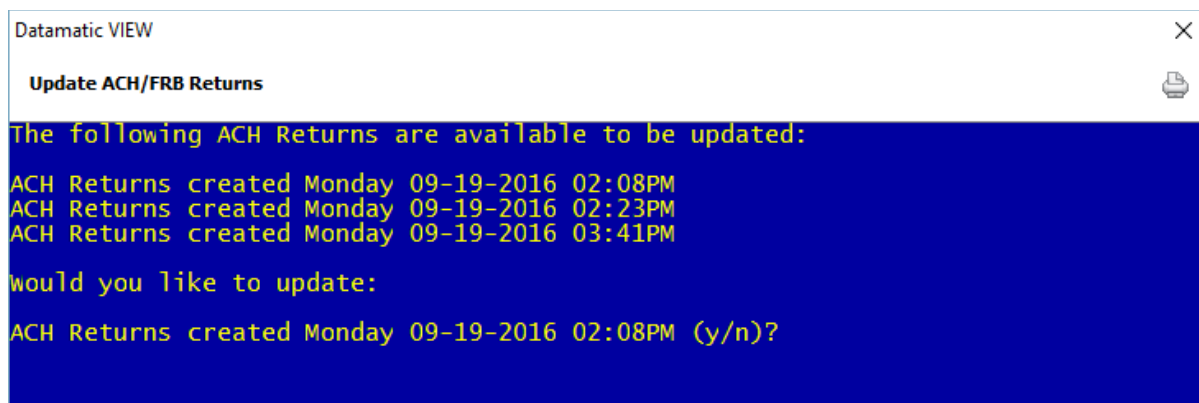 Datamatic VIEW
Update ACH/FRB Returns
The following ACH Returns are available to be updated:
ACH Returns created Monday 09-19-2016 02:08PM
ACH Returns created Monday 09-19-2016 02:23PM
ACH Returns created Monday 09-19-2016 03:41PM
Would you like to update:
ACH Returns created Monday 09-19-2016 02:08PM (y/n)?